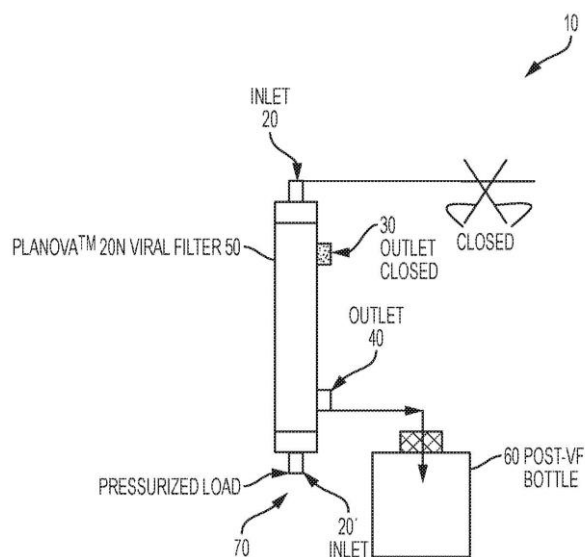 10
INLET
20
PLANOVA™ 20N VIRAL FILTER 50
30
OUTLET
CLOSED
CLOSED
OUTLET
40
60 POST-VF
BOTTLE
PRESSURIZED LOAD
70
20'
INLET